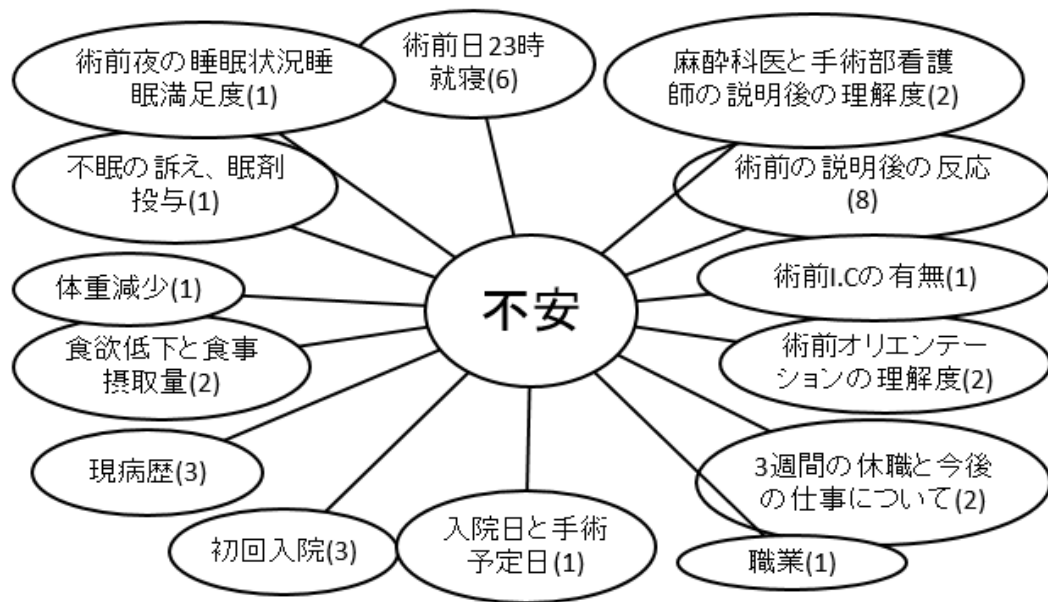 術前夜の睡眠状況睡
眠満足度(1)
術前日23時
就寝(6)
麻酔科医と手術部看護
師の説明後の理解度(2)
不眠の訴え、眠剤
投与(1)
術前の説明後の反応
(8)
体重減少(1)
不安
術前I.Cの有無(1)
食欲低下と食事
摂取量(2)
術前オリエンテー
ションの理解度(2)
現病歴(3)
3週間の休職と今後
の仕事について(2)
初回入院(3)
入院日と手術
予定日(1)
職業(1)